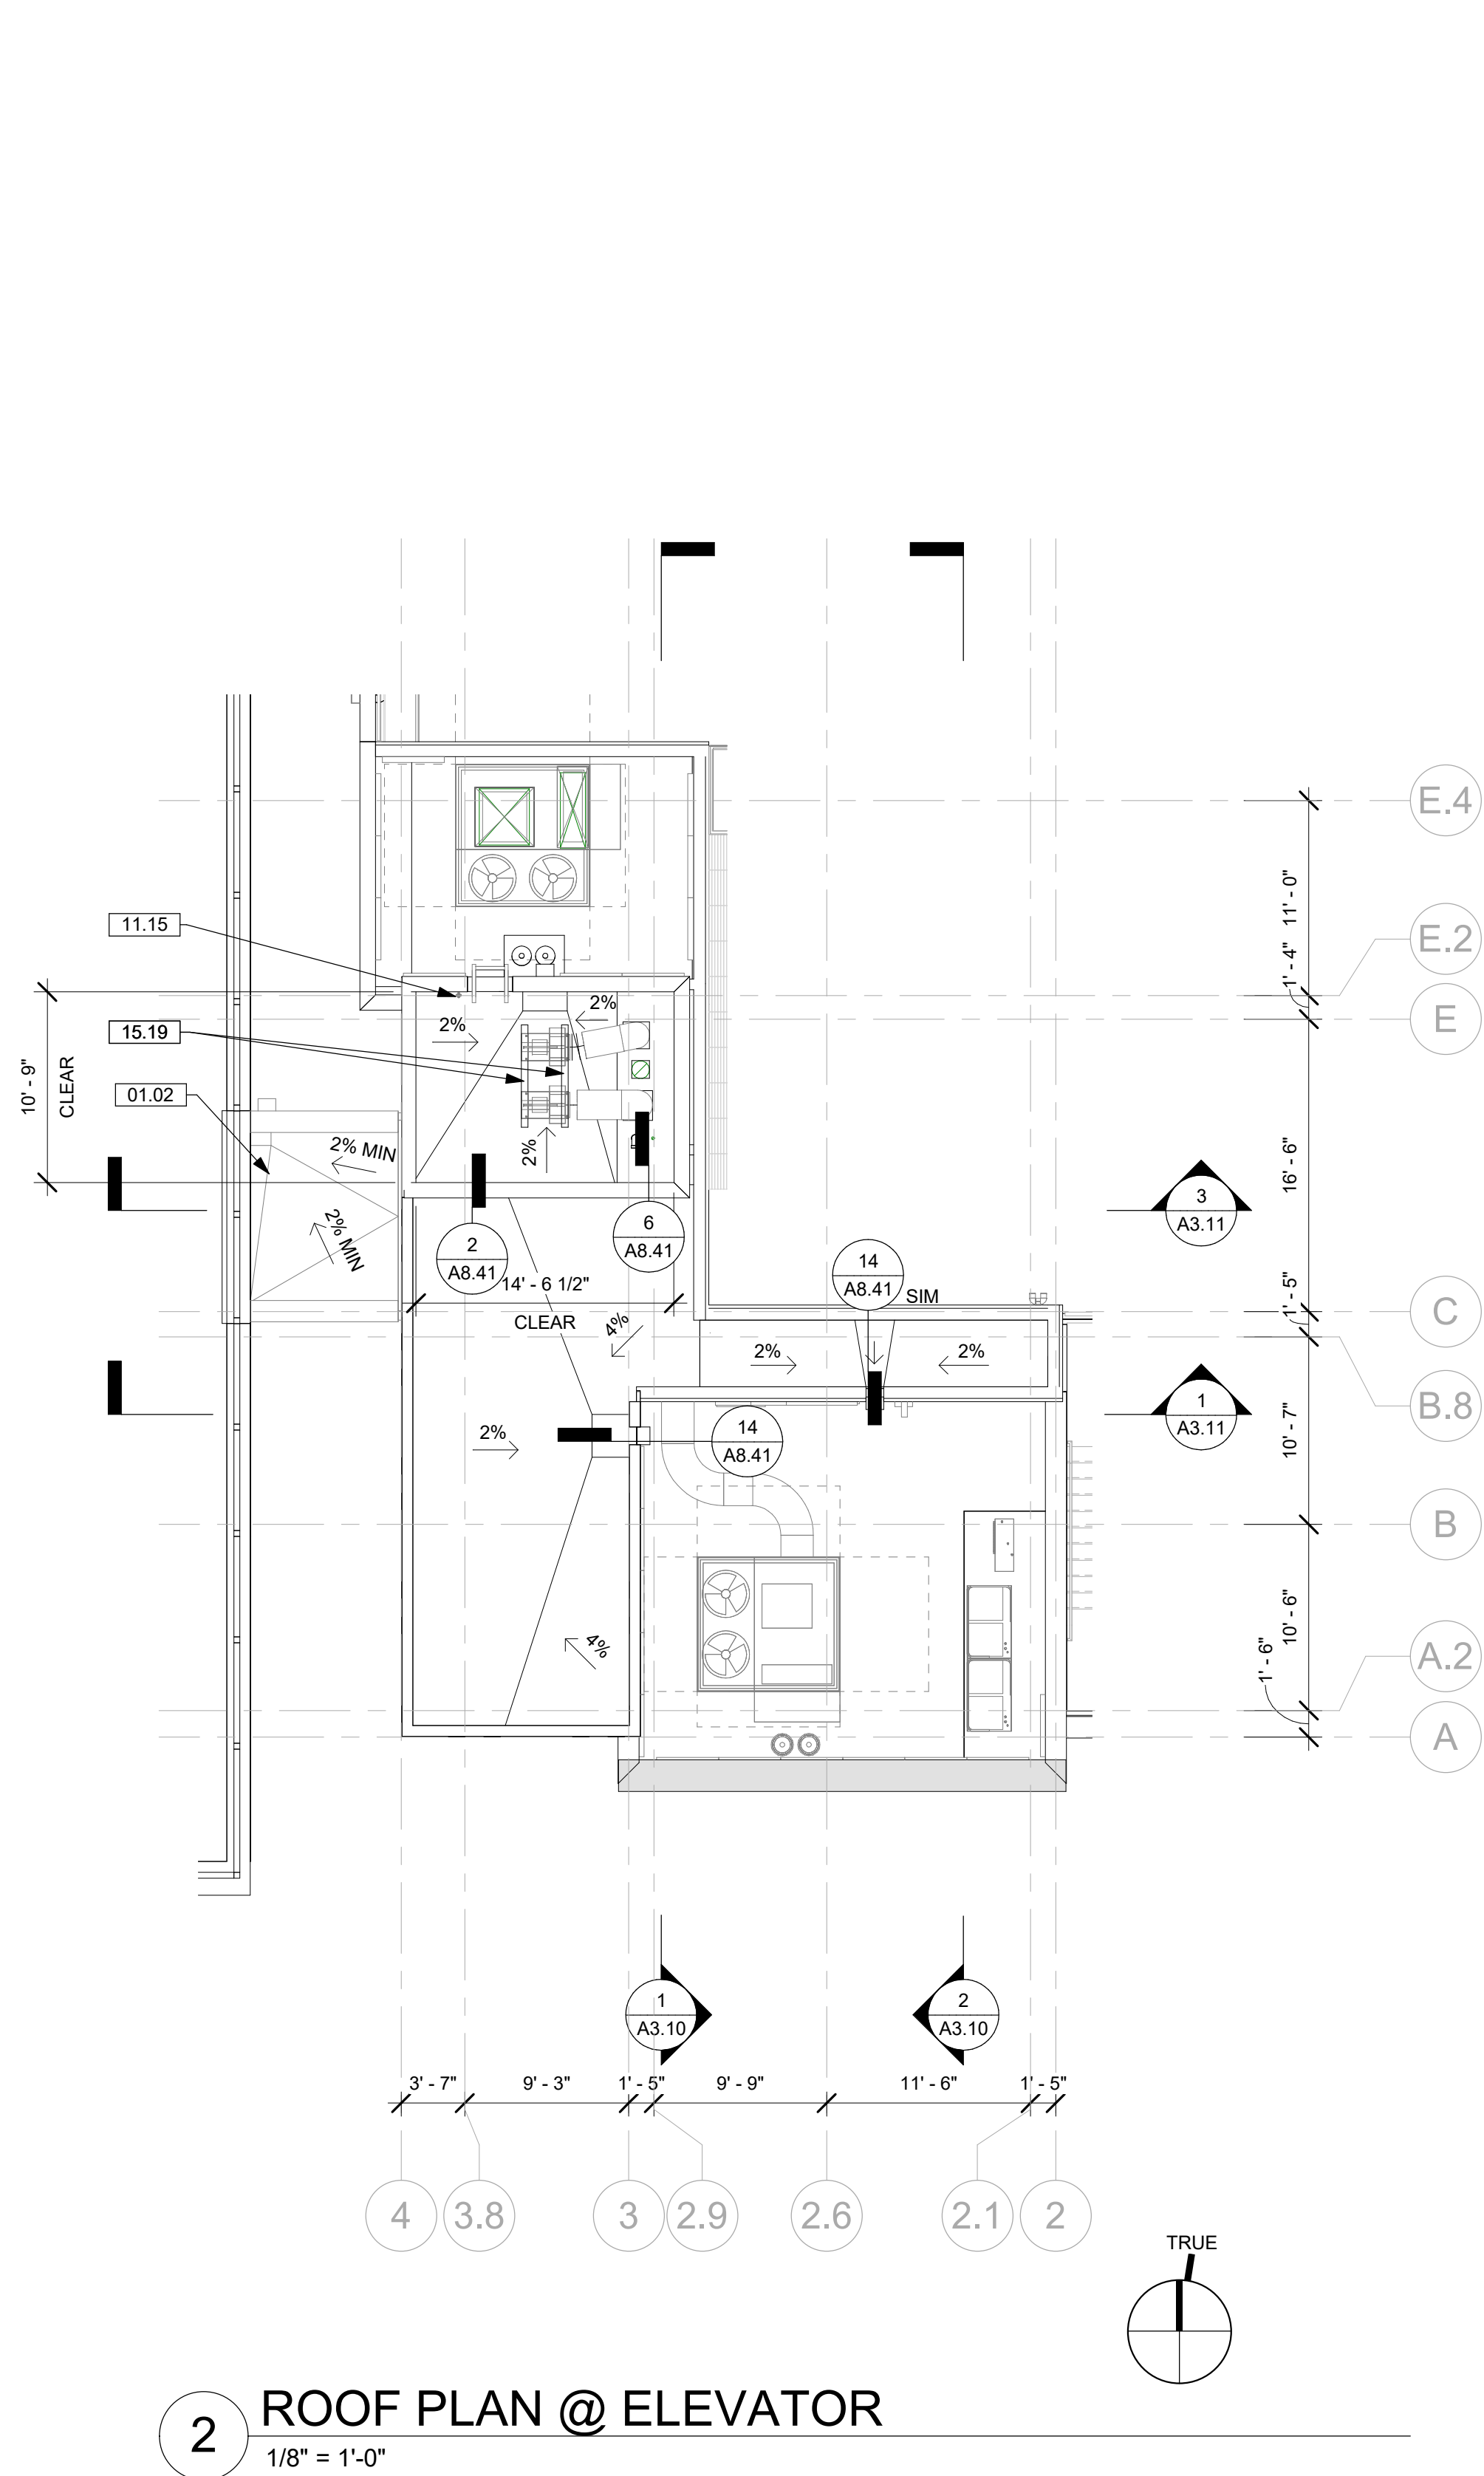 E.4
11' - 0"
11.15
E.2
1' - 4"
2%
2%
E
15.19
10' - 9"
CLEAR
01.02
2% MIN
2%
16' - 6"
3
A3.11
2% MIN
6
A8.41
2
A8.41
14
A8.41
SIM
14' - 6 1/2"
CLEAR
1' - 5"
C
4%
2%
2%
B.8
1
A3.11
2%
14
A8.41
10' - 7"
B
10' - 6"
4%
1' - 6"
A.2
A
1
A3.10
2
A3.10
3' - 7"
9' - 3"
1' - 5"
9' - 9"
11' - 6"
1' - 5"
4
3.8
3
2.9
2.6
2.1
2
TRUE
2
ROOF PLAN @ ELEVATOR
1/8" = 1'-0"